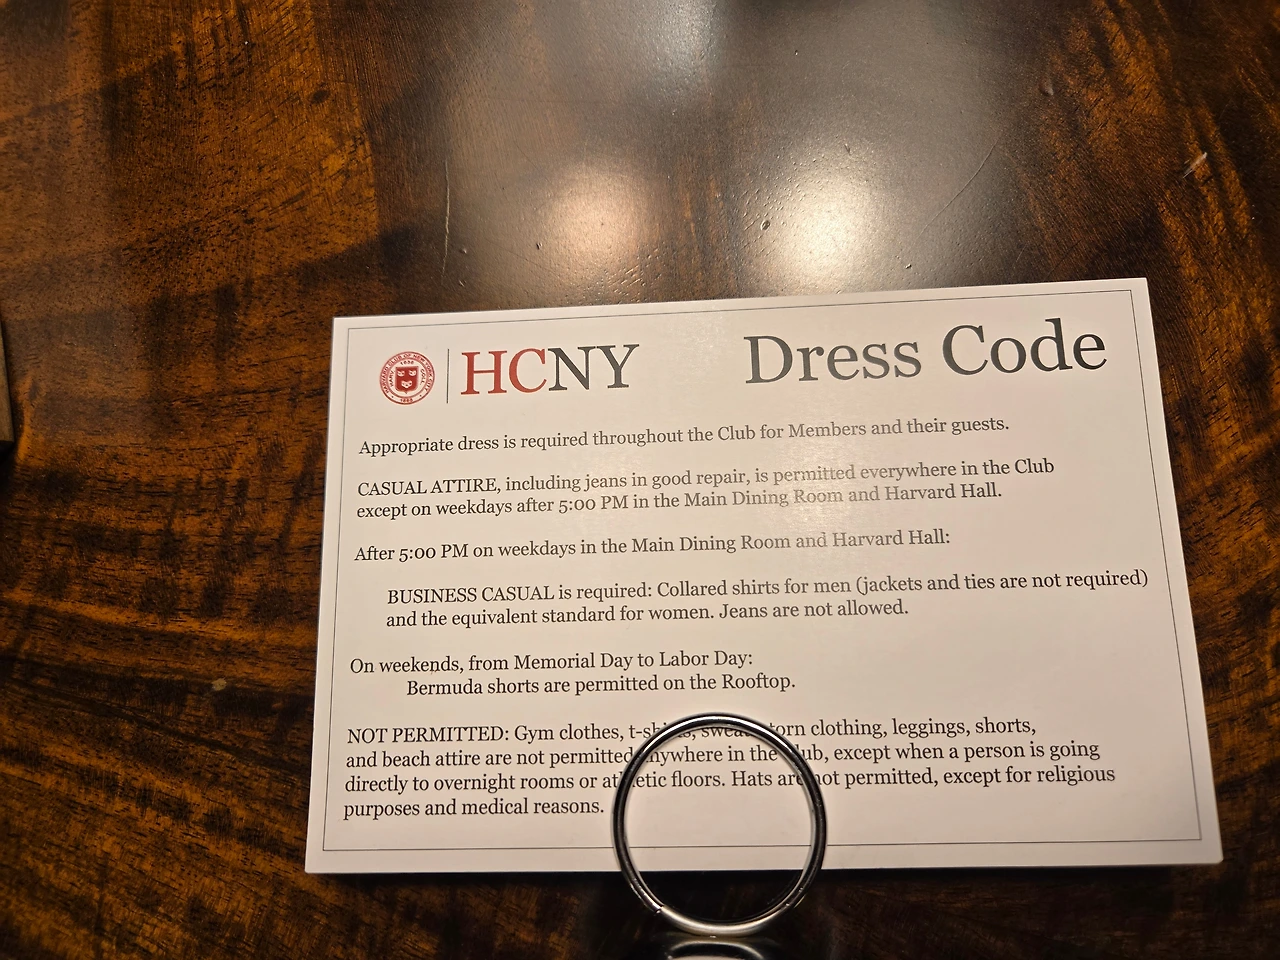 HCNY Dress Code
Appropriate dress is required throughout the Club for Members and their guests.
CASUAL ATTIRE, including jeans in good repair, is permitted everywhere in the Club
except on weekdays after 5:00 PM in the Main Dining Room and Harvard Hall.
After 5:00 PM on weekdays in the Main Dining Room and Harvard Hall:
BUSINESS CASUAL is required: Collared shirts for men (jackets and ties are not required)
and the equivalent standard for women. Jeans are not allowed.
On weekends, from Memorial Day to Labor Day:
Bermuda shorts are permitted on the Rooftop.
NOT PERMITTED: Gym clothes, t-shirts, torn clothing, leggings, shorts,
and beach attire are not permitted anywhere in the Club, except when a person is going
directly to overnight rooms or athletic floors. Hats are not permitted, except for religious
purposes and medical reasons.